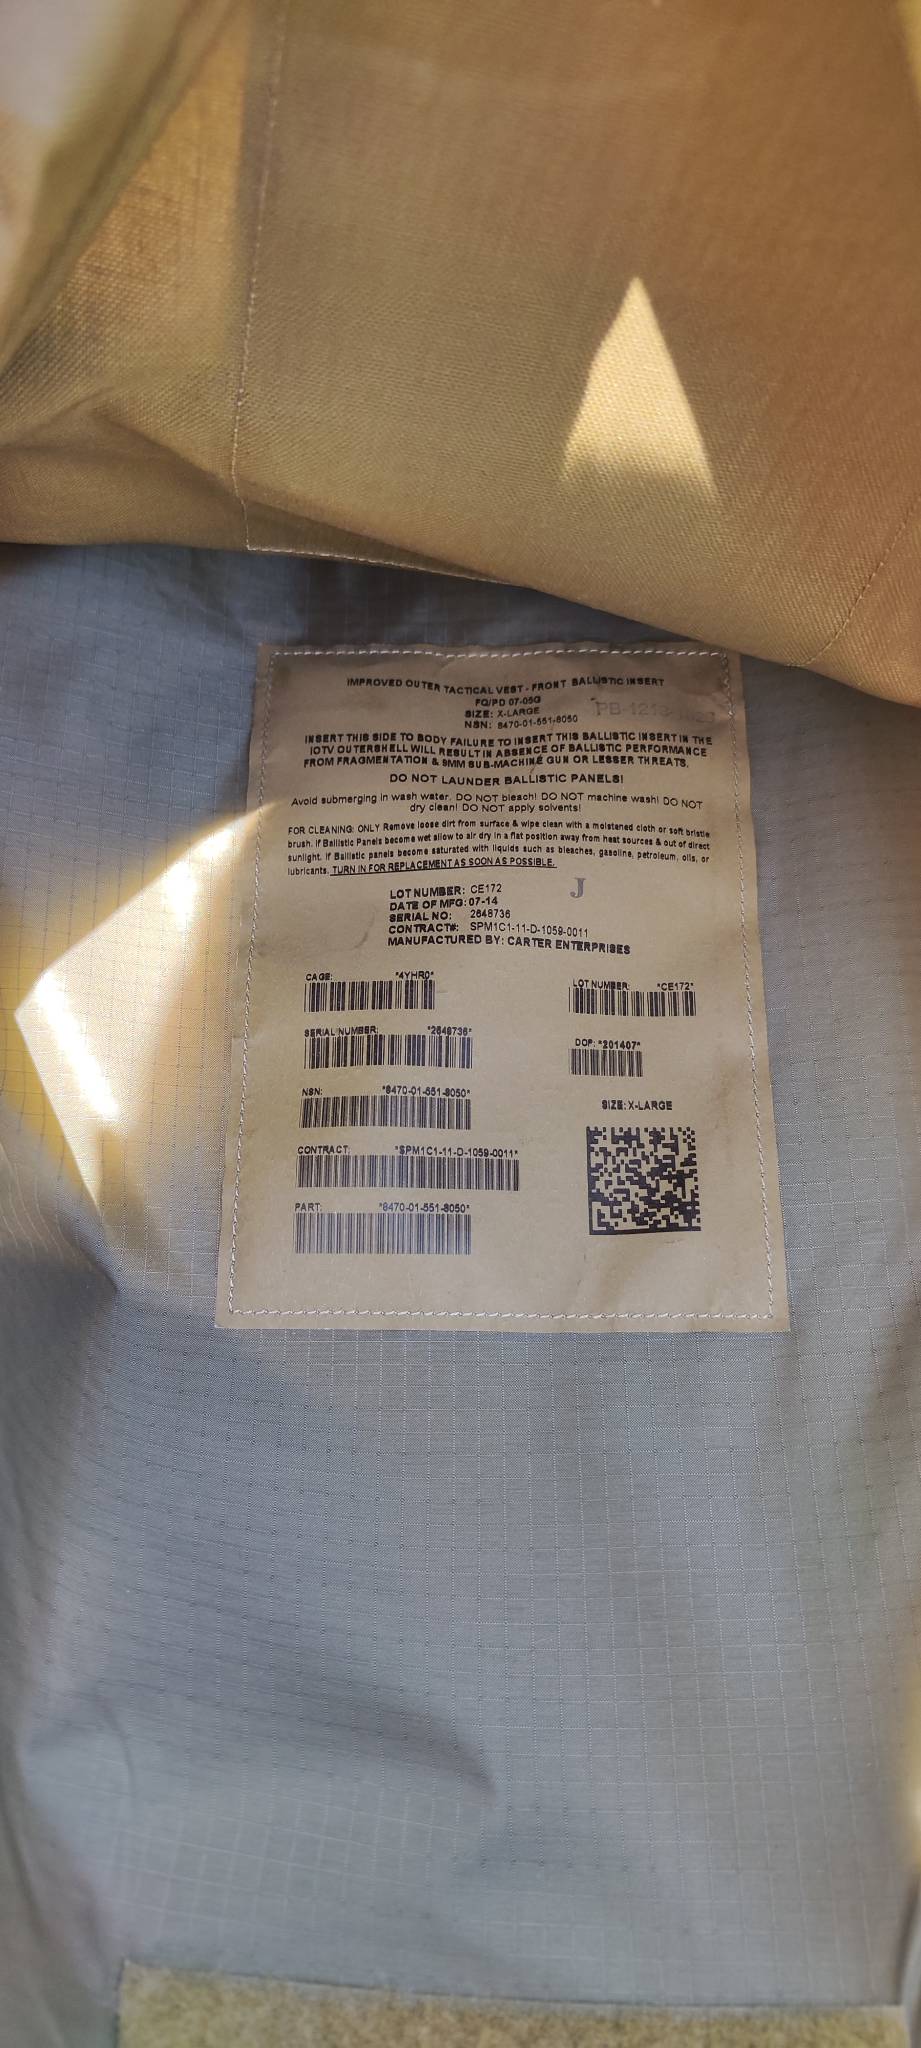 IMPROVED OUTER TACTICAL VEST - FRONT BALLISTIC INSERT
FQ/PD 07-05G
SIZE: X-LARGE
NSN: 8470-01-551-8050
INSERT THIS SIDE TO BODY FAILURE TO INSERT THIS BALLISTIC INSERT IN THE
IOTV OUTERSHELL WILL RESULT IN ABSENCE OF BALLISTIC PERFORMANCE
FROM FRAGMENTATION & 9MM SUB-MACHINE GUN OR LESSER THREATS.
DO NOT LAUNDER BALLISTIC PANELS!
Avoid submerging in wash water. DO NOT bleach! DO NOT machine wash! DO NOT
dry clean! DO NOT apply solvents!
FOR CLEANING: ONLY Remove loose dirt from surface & wipe clean with a moistened cloth or soft bristle
brush. If Ballistic Panels become wet allow to air dry in a flat position away from heat sources & out of direct
sunlight. If Ballistic panels become saturated with liquids such as bleaches, gasoline, petroleum, oils, or
lubricants. TURN IN FOR REPLACEMENT AS SOON AS POSSIBLE.
LOT NUMBER: CE172 J
DATE OF MFG: 07-14
SERIAL NO: 2648736
CONTRACT#: SPM1C1-11-D-1059-0011
MANUFACTURED BY: CARTER ENTERPRISES
CAGE: *4YHR0*
LOT NUMBER: *CE172*
SERIAL NUMBER: *2648736*
DOP: *201407*
NSN: *8470-01-551-8050*
SIZE: X-LARGE
CONTRACT: *SPM1C1-11-D-1059-0011*
PART: *8470-01-551-8050*